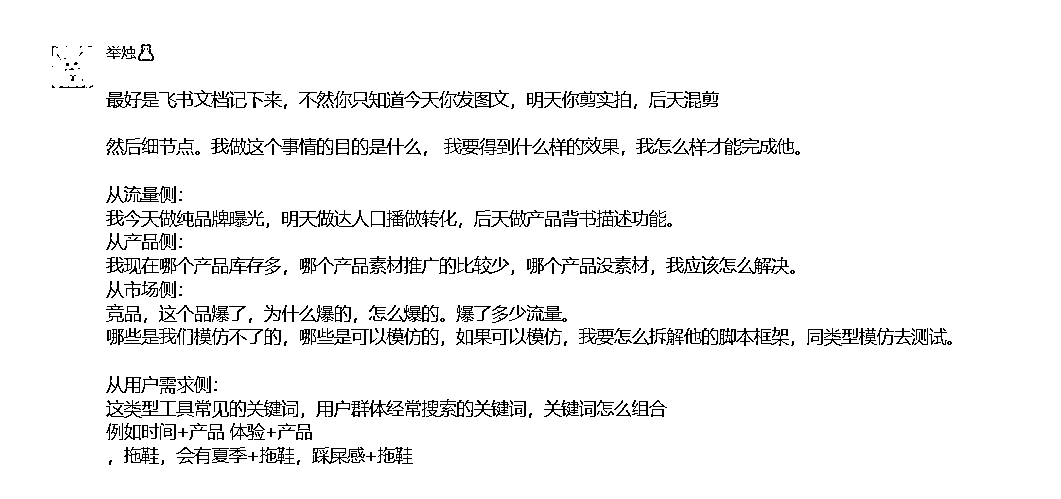 举烛
最好是飞书文档记下来，不然你只知道今天你发图文，明天你剪实拍，后天混剪
然后细节点。我做这个事情的目的是什么， 我要得到什么样的效果，我怎么样才能完成他。
从流量侧：
我今天做纯品牌曝光，明天做达人口播做转化，后天做产品背书描述功能。
从产品侧：
我现在哪个产品库存多，哪个产品素材推广的比较少，哪个产品没素材，我应该怎么解决。
从市场侧：
竞品，这个品爆了，为什么爆的，怎么爆的。爆了多少流量。
哪些是我们模仿不了的，哪些是可以模仿的，如果可以模仿，我要怎么拆解他的脚本框架，同类型模仿去测试。
从用户需求侧：
这类型工具常见的关键词，用户群体经常搜索的关键词，关键词怎么组合
例如时间+产品 体验+产品
，拖鞋，会有夏季+拖鞋，踩屎感+拖鞋